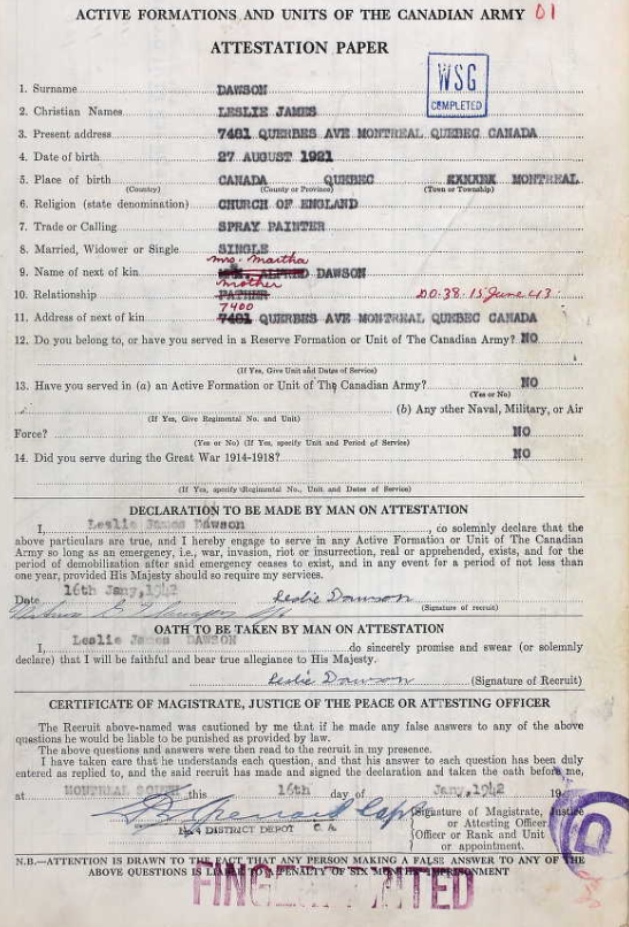 ACTIVE FORMATIONS AND UNITS OF THE CANADIAN ARMY 01
ATTESTATION PAPER
WSG
COMPLETED
1. Surname DAWSON
2. Christian Names LESLIE JAMES
3. Present address 7481 QUERBES AVE MONTREAL QUEBEC CANADA
4. Date of birth 27 AUGUST 1921
5. Place of birth CANADA QUEBEC MONTREAL
(Country) (County or Province) (Town or Township)
6. Religion (state denomination) CHURCH OF ENGLAND
7. Trade or Calling SPRAY PAINTER
8. Married, Widower or Single SINGLE
mrs. martha
9. Name of next of kin MR. ALFRED DAWSON
mother
10. Relationship FATHER DO.38.15 June 43.
7400
11. Address of next of kin 7481 QUERBES AVE MONTREAL QUEBEC CANADA
12. Do you belong to, or have you served in a Reserve Formation or Unit of The Canadian Army? NO
(If Yes, Give Unit and Dates of Service)
13. Have you served in (a) an Active Formation or Unit of The Canadian Army? NO
(Yes or No)
(b) Any other Naval, Military, or Air
(If Yes, Give Regimental No. and Unit)
Force? NO
(Yes or No) (If Yes, specify Unit and Period of Service)
14. Did you serve during the Great War 1914-1918? NO
(If Yes, specify Regimental No., Unit and Dates of Service)
DECLARATION TO BE MADE BY MAN ON ATTESTATION
I, Leslie James Dawson, do solemnly declare that the
above particulars are true, and I hereby engage to serve in any Active Formation or Unit of The Canadian
Army so long as an emergency, i.e., war, invasion, riot or insurrection, real or apprehended, exists, and for the
period of demobilization after said emergency ceases to exist, and in any event for a period of not less than
one year, provided His Majesty should so require my services.
Date 16th Jany, 1942 Leslie Dawson
(Signature of recruit)
OATH TO BE TAKEN BY MAN ON ATTESTATION
I, Leslie James DAWSON do sincerely promise and swear (or solemnly
declare) that I will be faithful and bear true allegiance to His Majesty.
Leslie Dawson (Signature of Recruit)
CERTIFICATE OF MAGISTRATE, JUSTICE OF THE PEACE OR ATTESTING OFFICER
The Recruit above-named was cautioned by me that if he made any false answers to any of the above
questions he would be liable to be punished as provided by law.
The above questions and answers were then read to the recruit in my presence.
I have taken care that he understands each question, and that his answer to each question has been duly
entered as replied to, and the said recruit has made and signed the declaration and taken the oath before me,
at MONTREAL SOUTH this 16th day of Jany, 1942 19
Capt (Signature of Magistrate, Justice
or Attesting Officer
No. 4 DISTRICT DEPOT C. A. (Officer or Rank and Unit
or appointment.
D
N.B.—ATTENTION IS DRAWN TO THE FACT THAT ANY PERSON MAKING A FALSE ANSWER TO ANY OF THE
ABOVE QUESTIONS IS LIABLE TO A PENALTY OF SIX MONTHS IMPRISONMENT
FINGERPRINTED